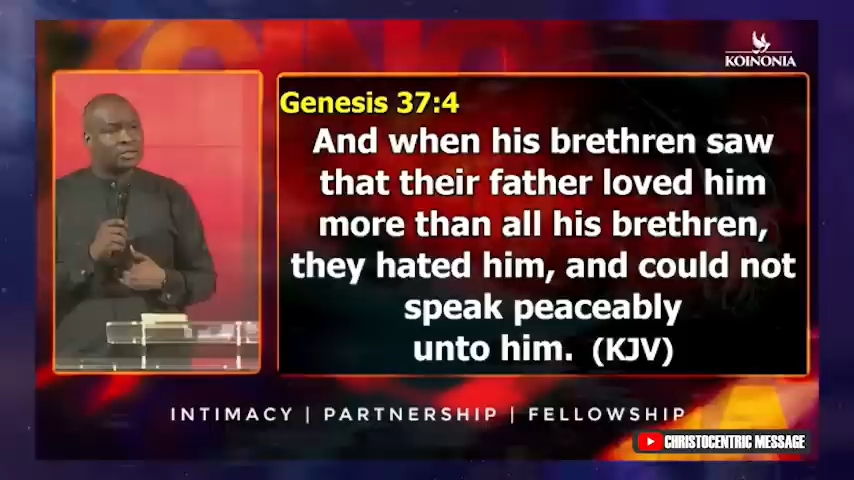 KOINONIA
Genesis 37:4
And when his brethren saw
that their father loved him
more than all his brethren,
they hated him, and could not
speak peaceably
unto him. (KJV)
INTIMACY | PARTNERSHIP | FELLOWSHIP
CHRISTOCENTRIC MESSAGE